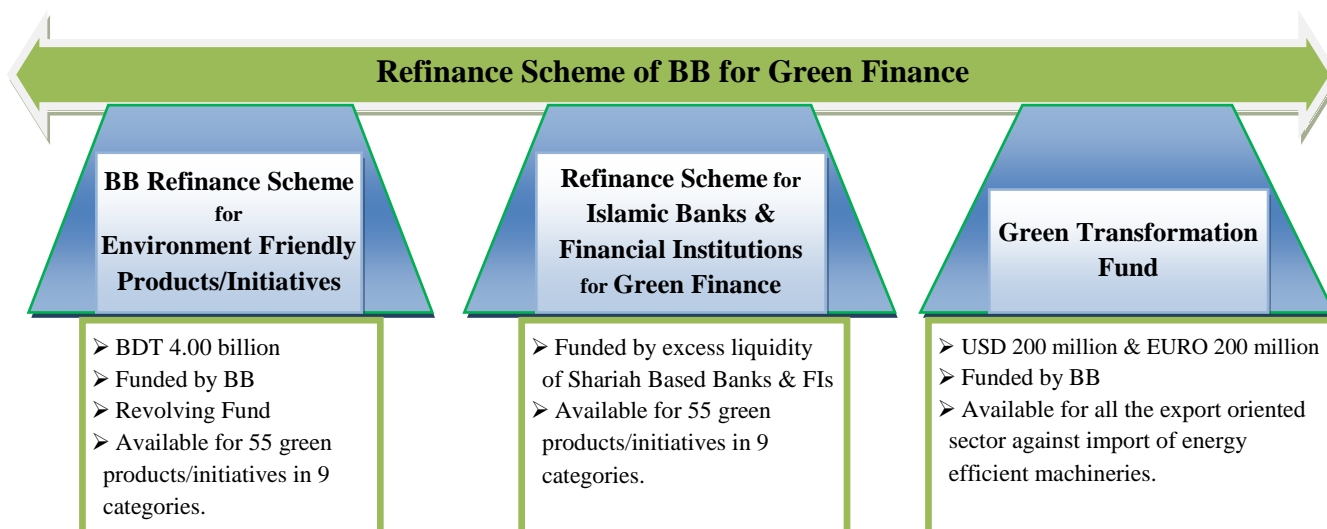 Refinance Scheme of BB for Green Finance
BB Refinance Scheme
for
Environment Friendly
Products/Initiatives
➢ BDT 4.00 billion
➢ Funded by BB
➢ Revolving Fund
➢ Available for 55 green
products/initiatives in 9
categories.
Refinance Scheme for
Islamic Banks &
Financial Institutions
for Green Finance
➢ Funded by excess liquidity
of Shariah Based Banks & FIs
➢ Available for 55 green
products/initiatives in 9
categories.
Green Transformation
Fund
➢ USD 200 million & EURO 200 million
➢ Funded by BB
➢ Available for all the export oriented
sector against import of energy
efficient machineries.